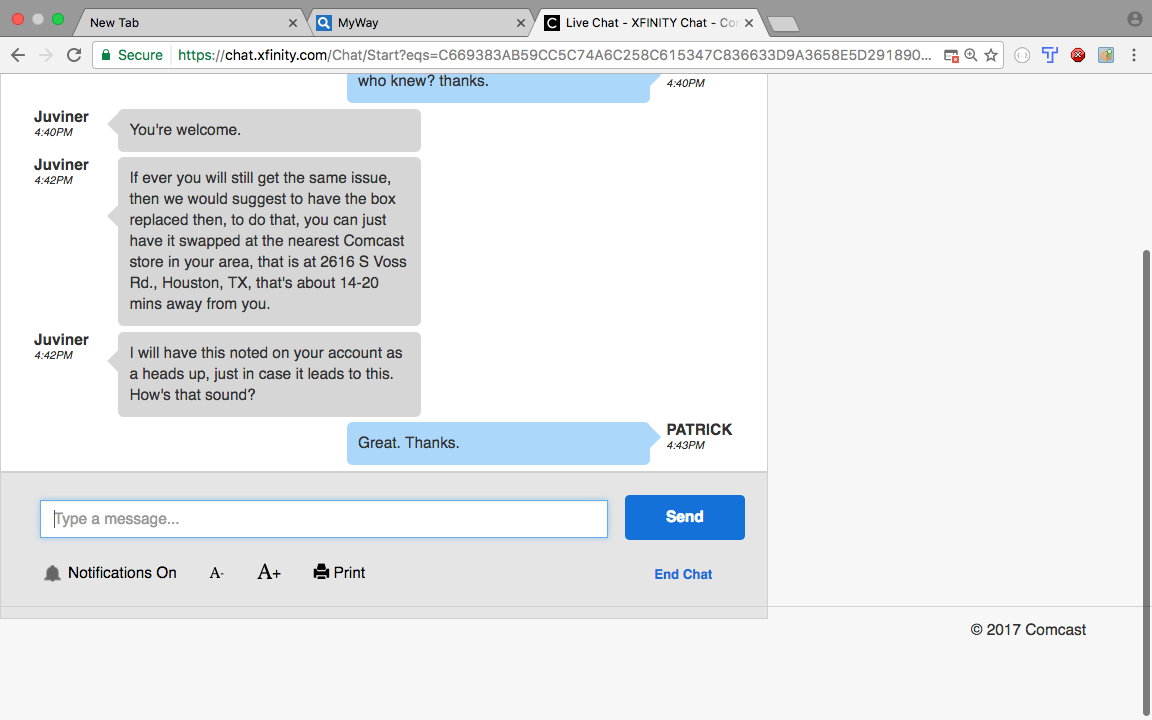 New Tab
MyWay
Live Chat - XFINITY Chat - Co
Secure
https://chat.xfinity.com/Chat/Start?eqs=C669383AB59CC5C74A6C258C615347C836633D9A3658E5D291890...
who knew? thanks.
4:40PM
Juviner
4:40PM
You're welcome.
Juviner
4:42PM
If ever you will still get the same issue,
then we would suggest to have the box
replaced then, to do that, you can just
have it swapped at the nearest Comcast
store in your area, that is at 2616 S Voss
Rd., Houston, TX, that's about 14-20
mins away from you.
Juviner
4:42PM
I will have this noted on your account as
a heads up, just in case it leads to this.
How's that sound?
Great. Thanks.
PATRICK
4:43PM
Type a message...
Send
Notifications On
A-
A+
Print
End Chat
© 2017 Comcast